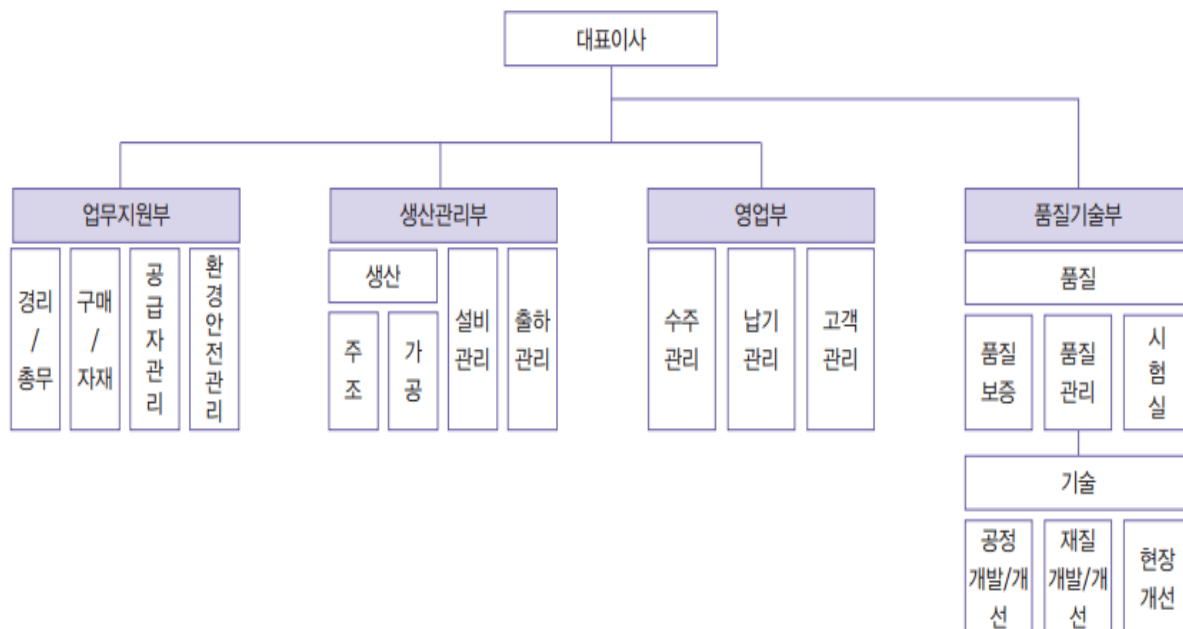 대표이사
업무지원부
생산관리부
영업부
품질기술부
경리
/
총무
구매
/
자재
공
급
자
관
리
환
경
안
전
관
리
생산
주
조
가
공
설비
관리
출하
관리
수주
관리
납기
관리
고객
관리
품질
품질
보증
품질
관리
시
험
실
기술
공정
개발/개
선
재질
개발/개
선
현장
개선